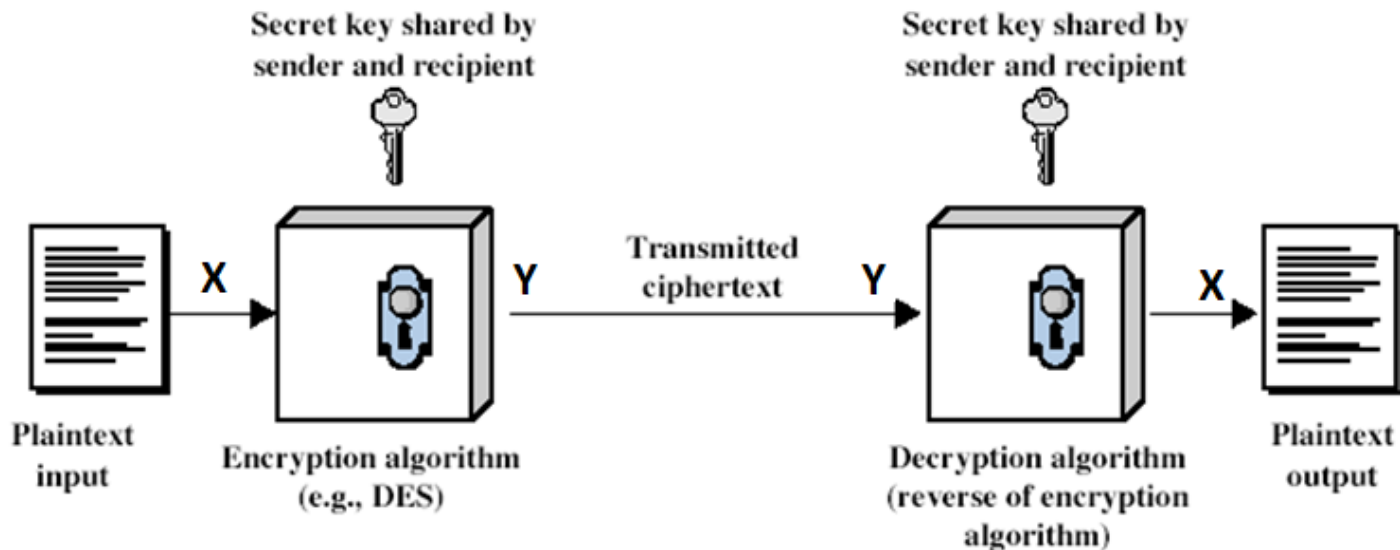 Secret key shared by
sender and recipient
Secret key shared by
sender and recipient
X
Y
Transmitted
ciphertext
Y
X
Plaintext
input
Encryption algorithm
(e.g., DES)
Decryption algorithm
(reverse of encryption
algorithm)
Plaintext
output